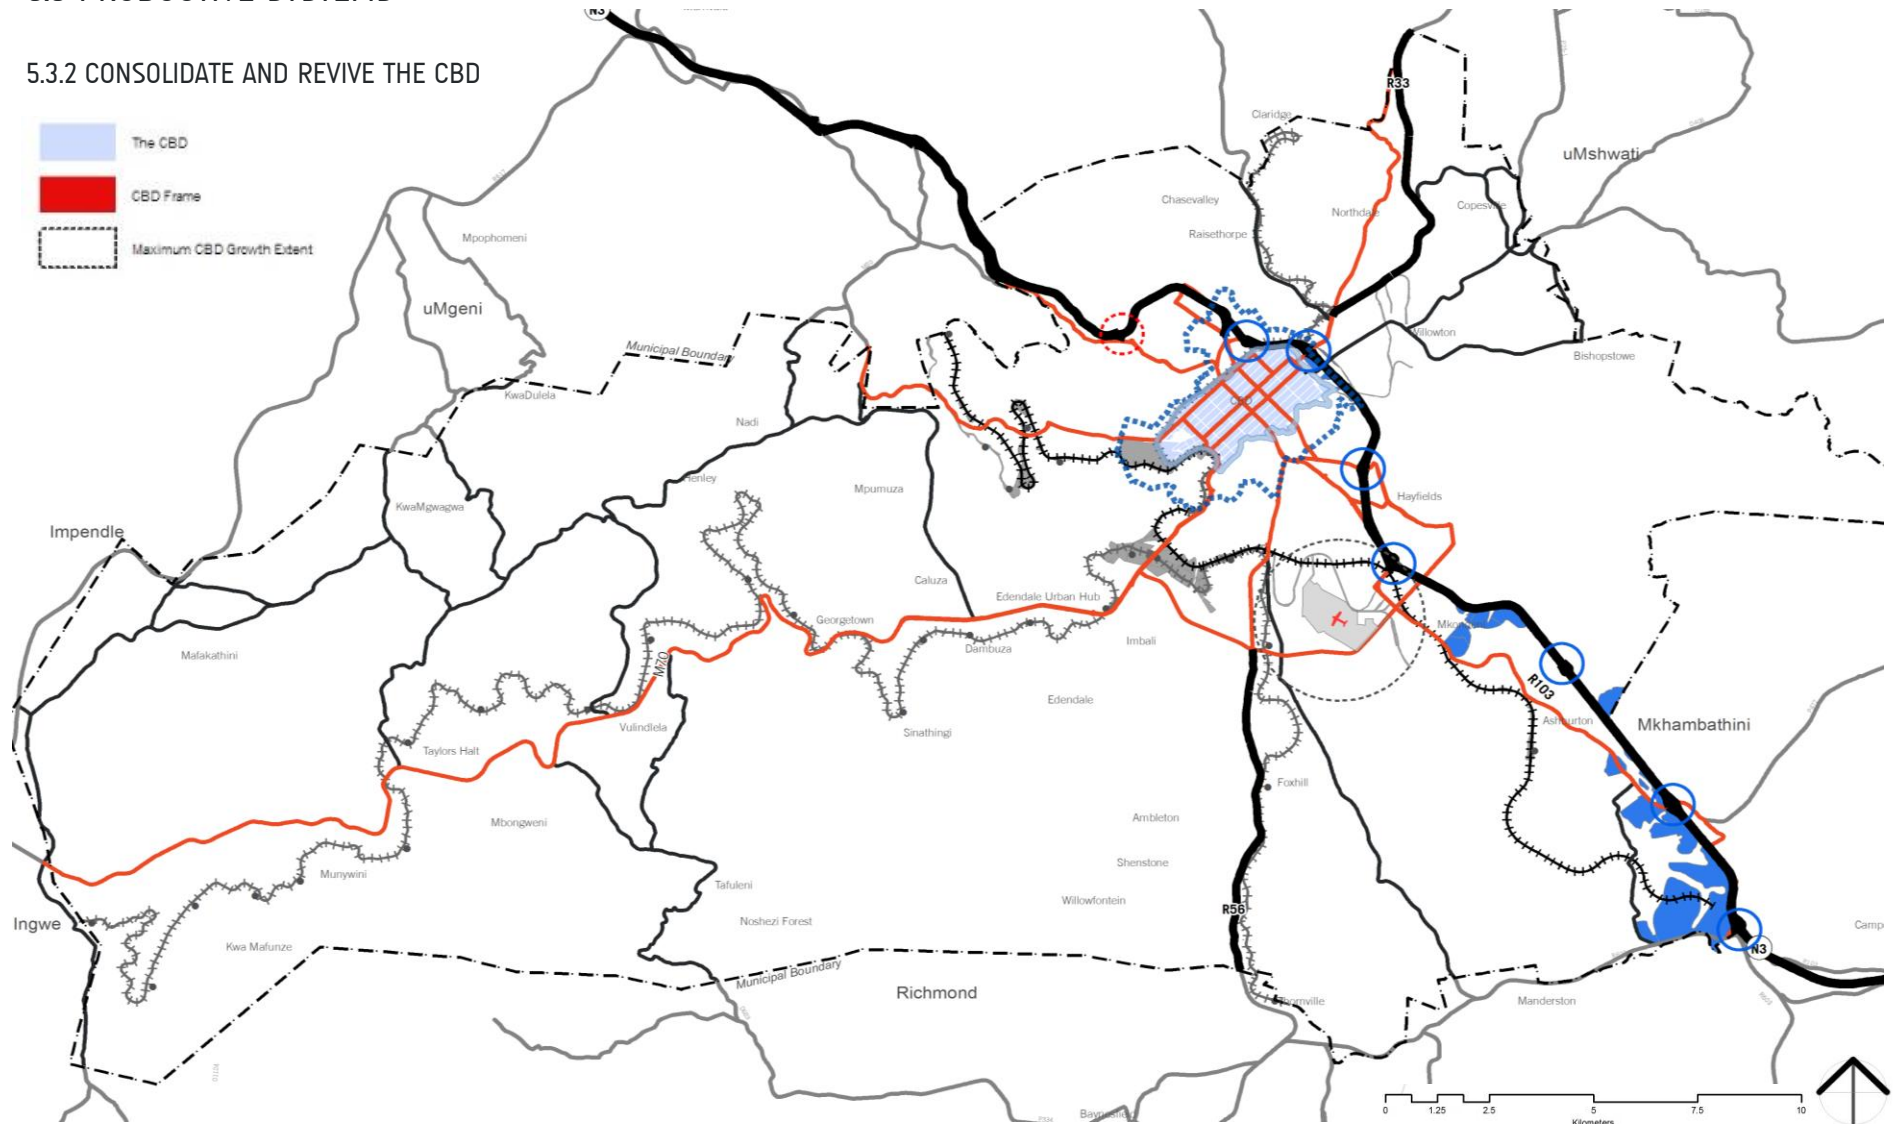 5.3.2 CONSOLIDATE AND REVIVE THE CBD
The CBD
CBD Frame
Maximum CBD Growth Extent
N3
R33
Claridge
uMshwati
Chasevalley
Northdale
Copesville
Raisethorpe
Mpophomeni
uMgeni
Municipal Boundary
Willowton
Bishopstowe
KwaDulela
CBD
Nadi
Henley
Mpumuza
Hayfields
KwaMgwagwa
Impendle
Caluza
Edendale Urban Hub
Georgetown
Imbali
Dambuza
Mafakathini
M70
Edendale
R103
Ashburton
Mkhambathini
Vulindlela
Sinathingi
Taylors Halt
Foxhill
Mbongweni
Ambleton
Shenstone
Munywini
Tafuleni
Willowfontein
R56
Noshezi Forest
Ingwe
Kwa Mafunze
N3
Municipal Boundary
Richmond
Thornville
Manderston
0 1.25 2.5 5 7.5 10
Kilometers